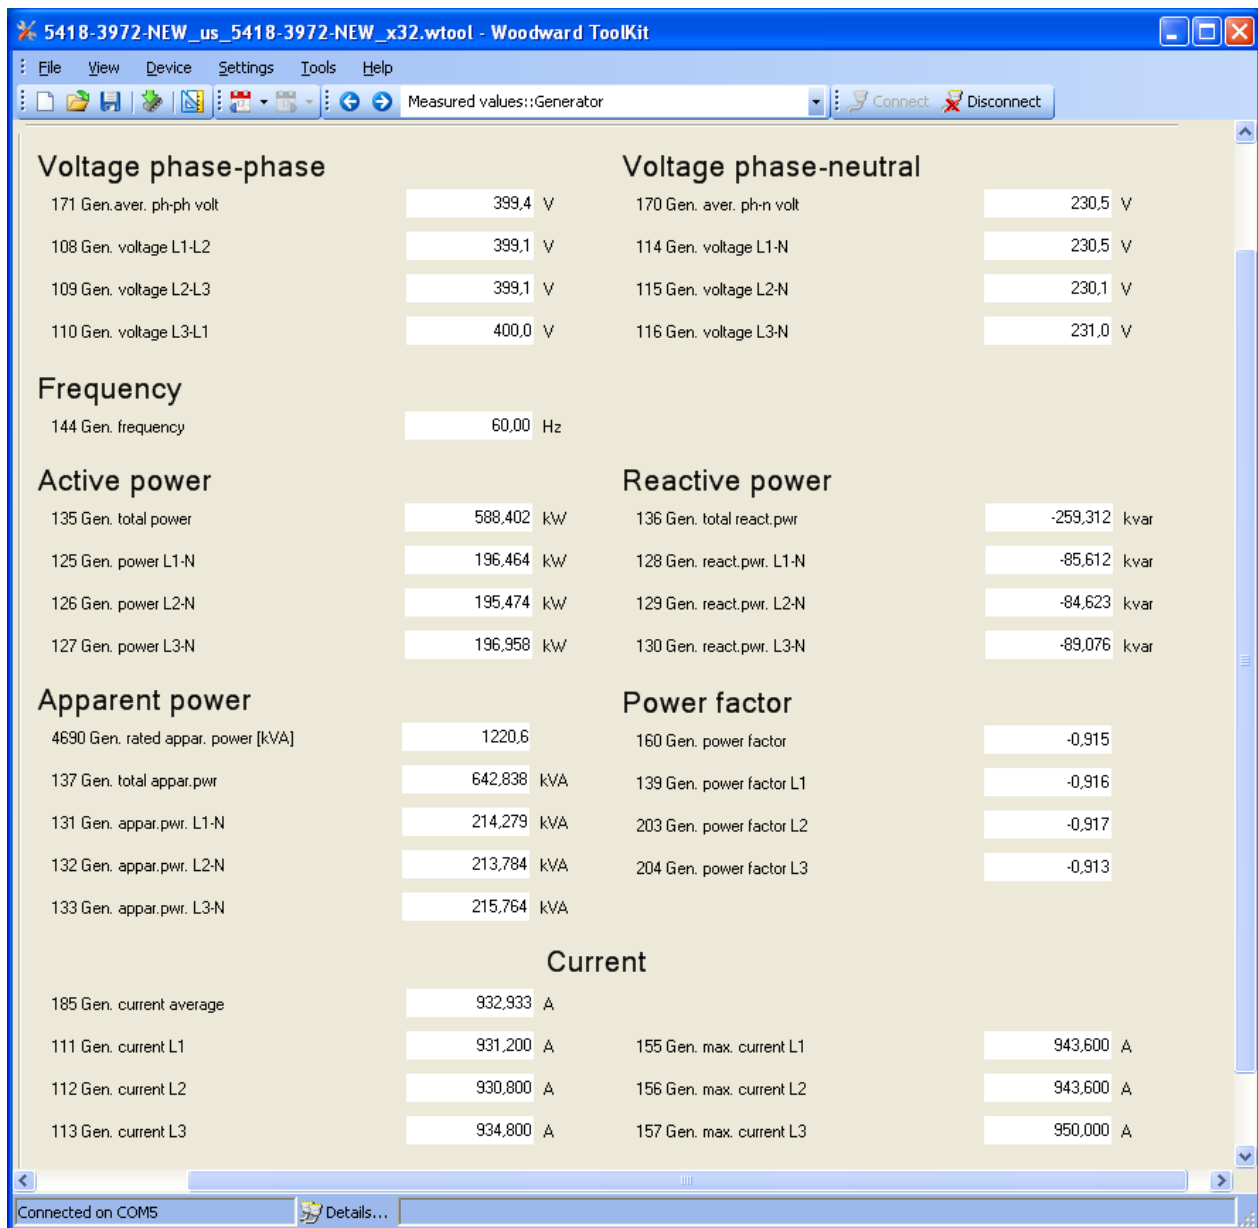 5418-3972-NEW_us_5418-3972-NEW_x32.wtool - Woodward ToolKit
File View Device Settings Tools Help
Measured values::Generator Connect Disconnect
Voltage phase-phase Voltage phase-neutral
171 Gen.aver. ph-ph volt 399,4 V 170 Gen. aver. ph-n volt 230,5 V
108 Gen. voltage L1-L2 399,1 V 114 Gen. voltage L1-N 230,5 V
109 Gen. voltage L2-L3 399,1 V 115 Gen. voltage L2-N 230,1 V
110 Gen. voltage L3-L1 400,0 V 116 Gen. voltage L3-N 231,0 V
Frequency
144 Gen. frequency 60,00 Hz
Active power Reactive power
135 Gen. total power 588,402 kW 136 Gen. total react.pwr -259,312 kvar
125 Gen. power L1-N 196,464 kW 128 Gen. react.pwr. L1-N -85,612 kvar
126 Gen. power L2-N 195,474 kW 129 Gen. react.pwr. L2-N -84,623 kvar
127 Gen. power L3-N 196,958 kW 130 Gen. react.pwr. L3-N -89,076 kvar
Apparent power Power factor
4690 Gen. rated appar. power [kVA] 1220,6 160 Gen. power factor -0,915
137 Gen. total appar.pwr 642,838 kVA 139 Gen. power factor L1 -0,916
131 Gen. appar.pwr. L1-N 214,279 kVA 203 Gen. power factor L2 -0,917
132 Gen. appar.pwr. L2-N 213,784 kVA 204 Gen. power factor L3 -0,913
133 Gen. appar.pwr. L3-N 215,764 kVA
Current
185 Gen. current average 932,933 A
111 Gen. current L1 931,200 A 155 Gen. max. current L1 943,600 A
112 Gen. current L2 930,800 A 156 Gen. max. current L2 943,600 A
113 Gen. current L3 934,800 A 157 Gen. max. current L3 950,000 A
Connected on COM5 Details...